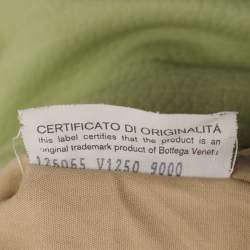 CERTIFICATO DI ORIGINALITÀ
this label certifies that the product is an
original trademark product of Bottega Veneta
136065 V1250 9000